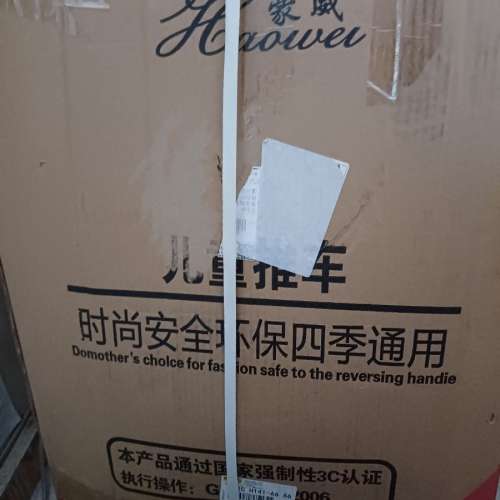 豪威
Haowei
儿童推车
时尚安全环保四季通用
Domother's choice for fashion safe to the reversing handie
本产品通过国家强制性3C认证
执行操作: G 2006